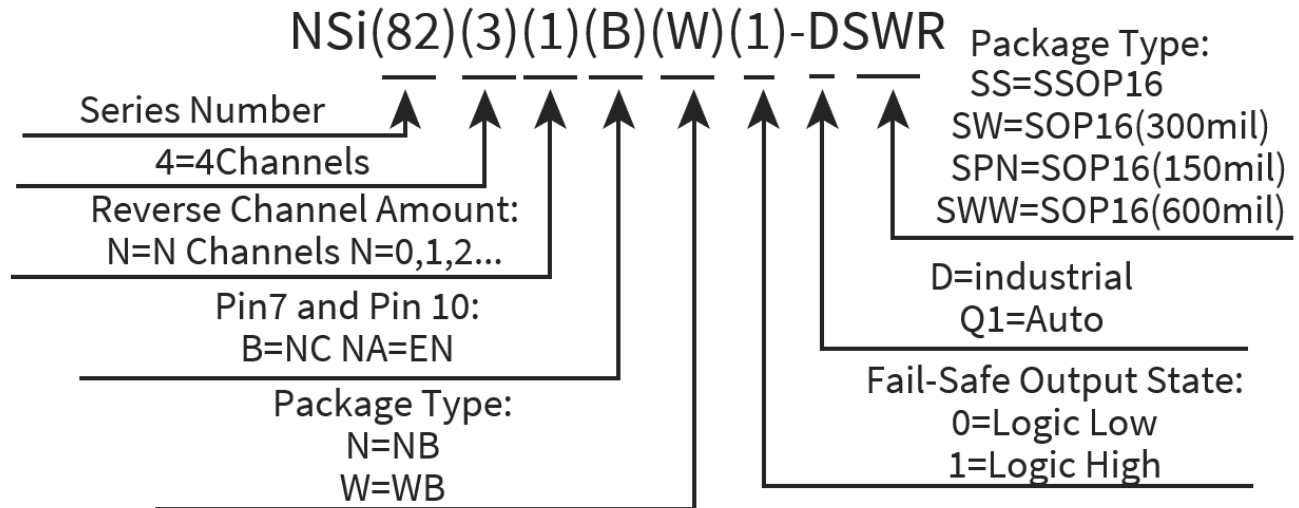 NSi(82)(3)(1)(B)(W)(1)-DSWR
Series Number
4=4Channels
Reverse Channel Amount:
N=N Channels N=0,1,2...
Pin7 and Pin 10:
B=NC NA=EN
Package Type:
N=NB
W=WB
Package Type:
SS=SSOP16
SW=SOP16(300mil)
SPN=SOP16(150mil)
SWW=SOP16(600mil)
D=industrial
Q1=Auto
Fail-Safe Output State:
0=Logic Low
1=Logic High